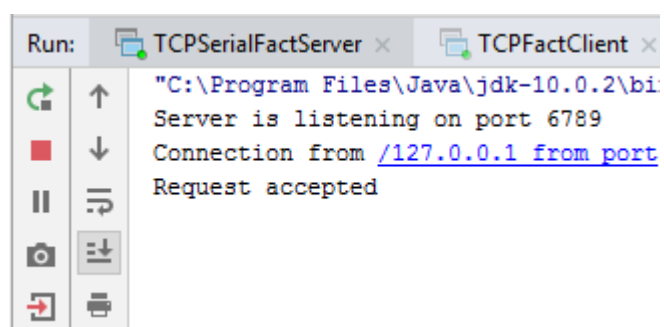 Run: TCPSerialFactServer × TCPFactClient ×
"C:\Program Files\Java\jdk-10.0.2\bi
Server is listening on port 6789
Connection from /127.0.0.1 from port
Request accepted